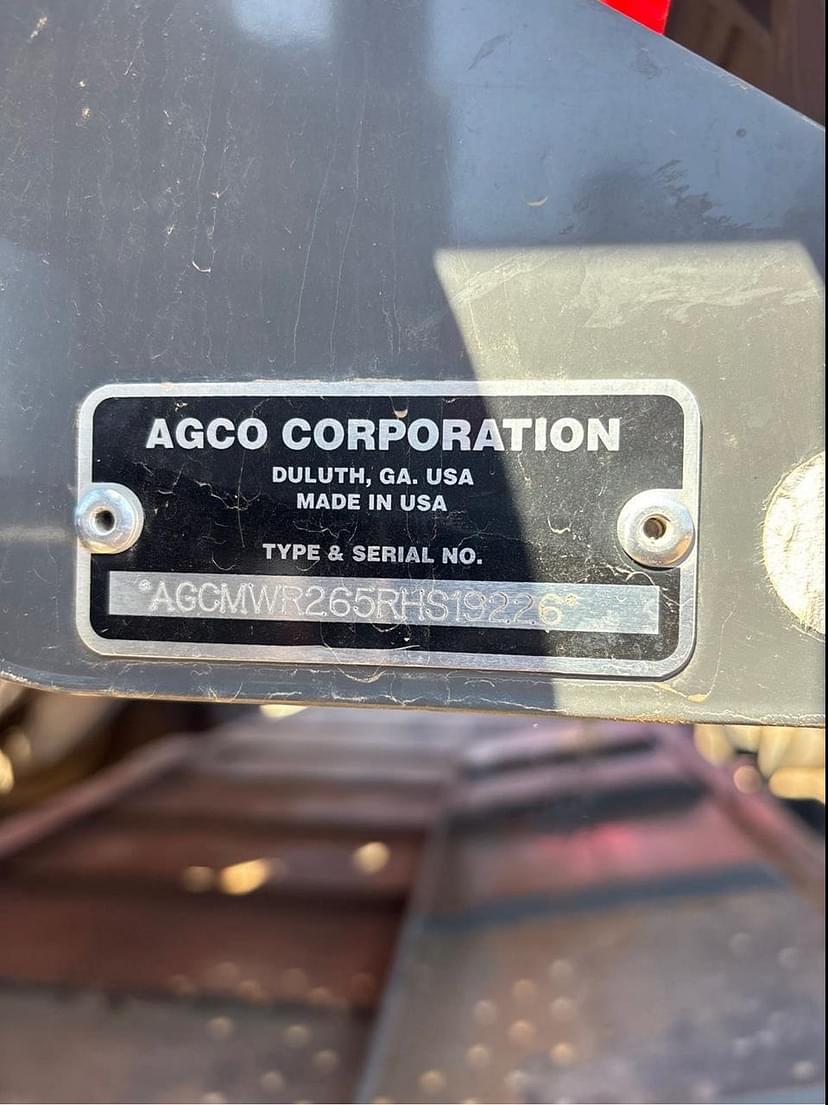 AGCO CORPORATION
DULUTH, GA. USA
MADE IN USA
TYPE & SERIAL NO.
*AGCMWR265RHS19226*